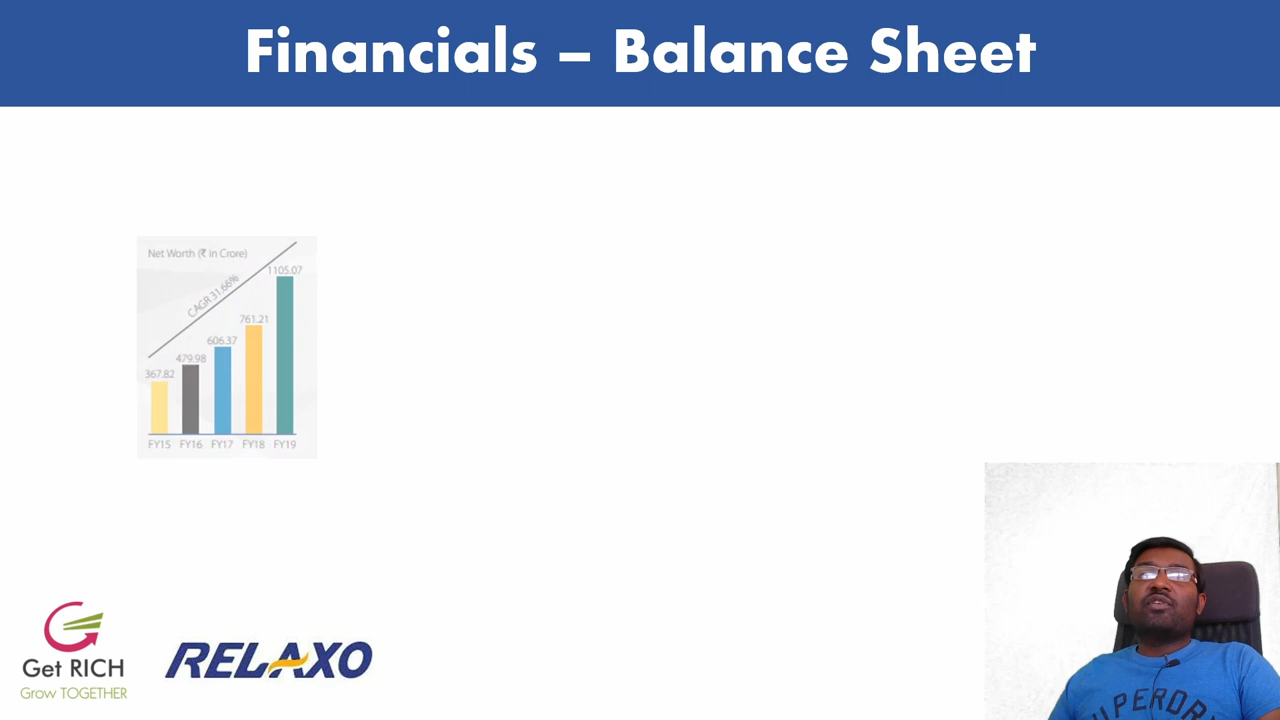 Financials – Balance Sheet
Net Worth (₹ in Crore)
CAGR 31.66%
1105.07
761.21
606.37
479.98
367.82
FY15 FY16 FY17 FY18 FY19
Get RICH
Grow TOGETHER
RELAXO